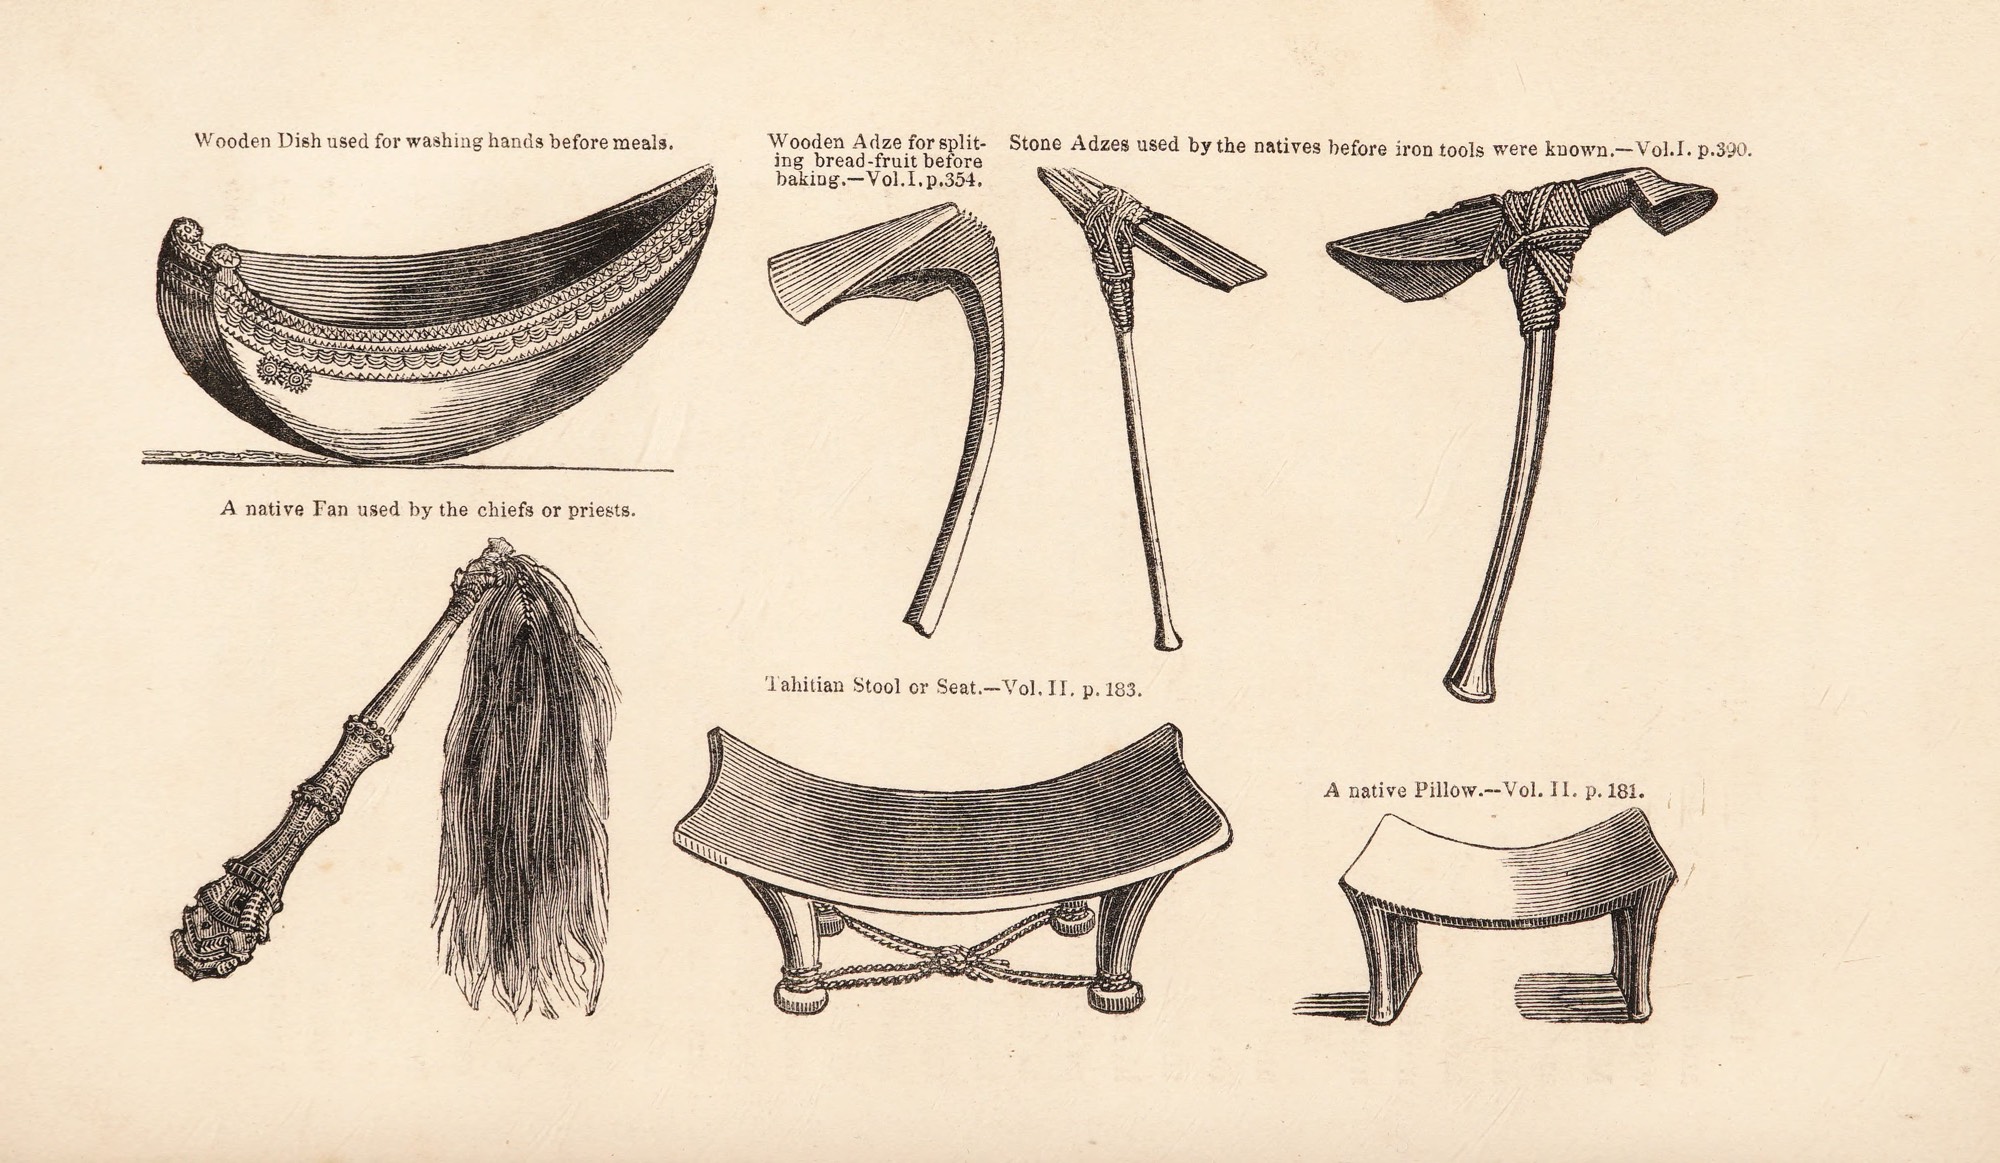 Wooden Dish used for washing hands before meals.
Wooden Adze for split-
ing bread-fruit before
baking.—Vol.I.p.354.
Stone Adzes used by the natives before iron tools were known.—Vol.I. p.390.
A native Fan used by the chiefs or priests.
Tahitian Stool or Seat.—Vol. II. p. 183.
A native Pillow.--Vol. II. p. 181.